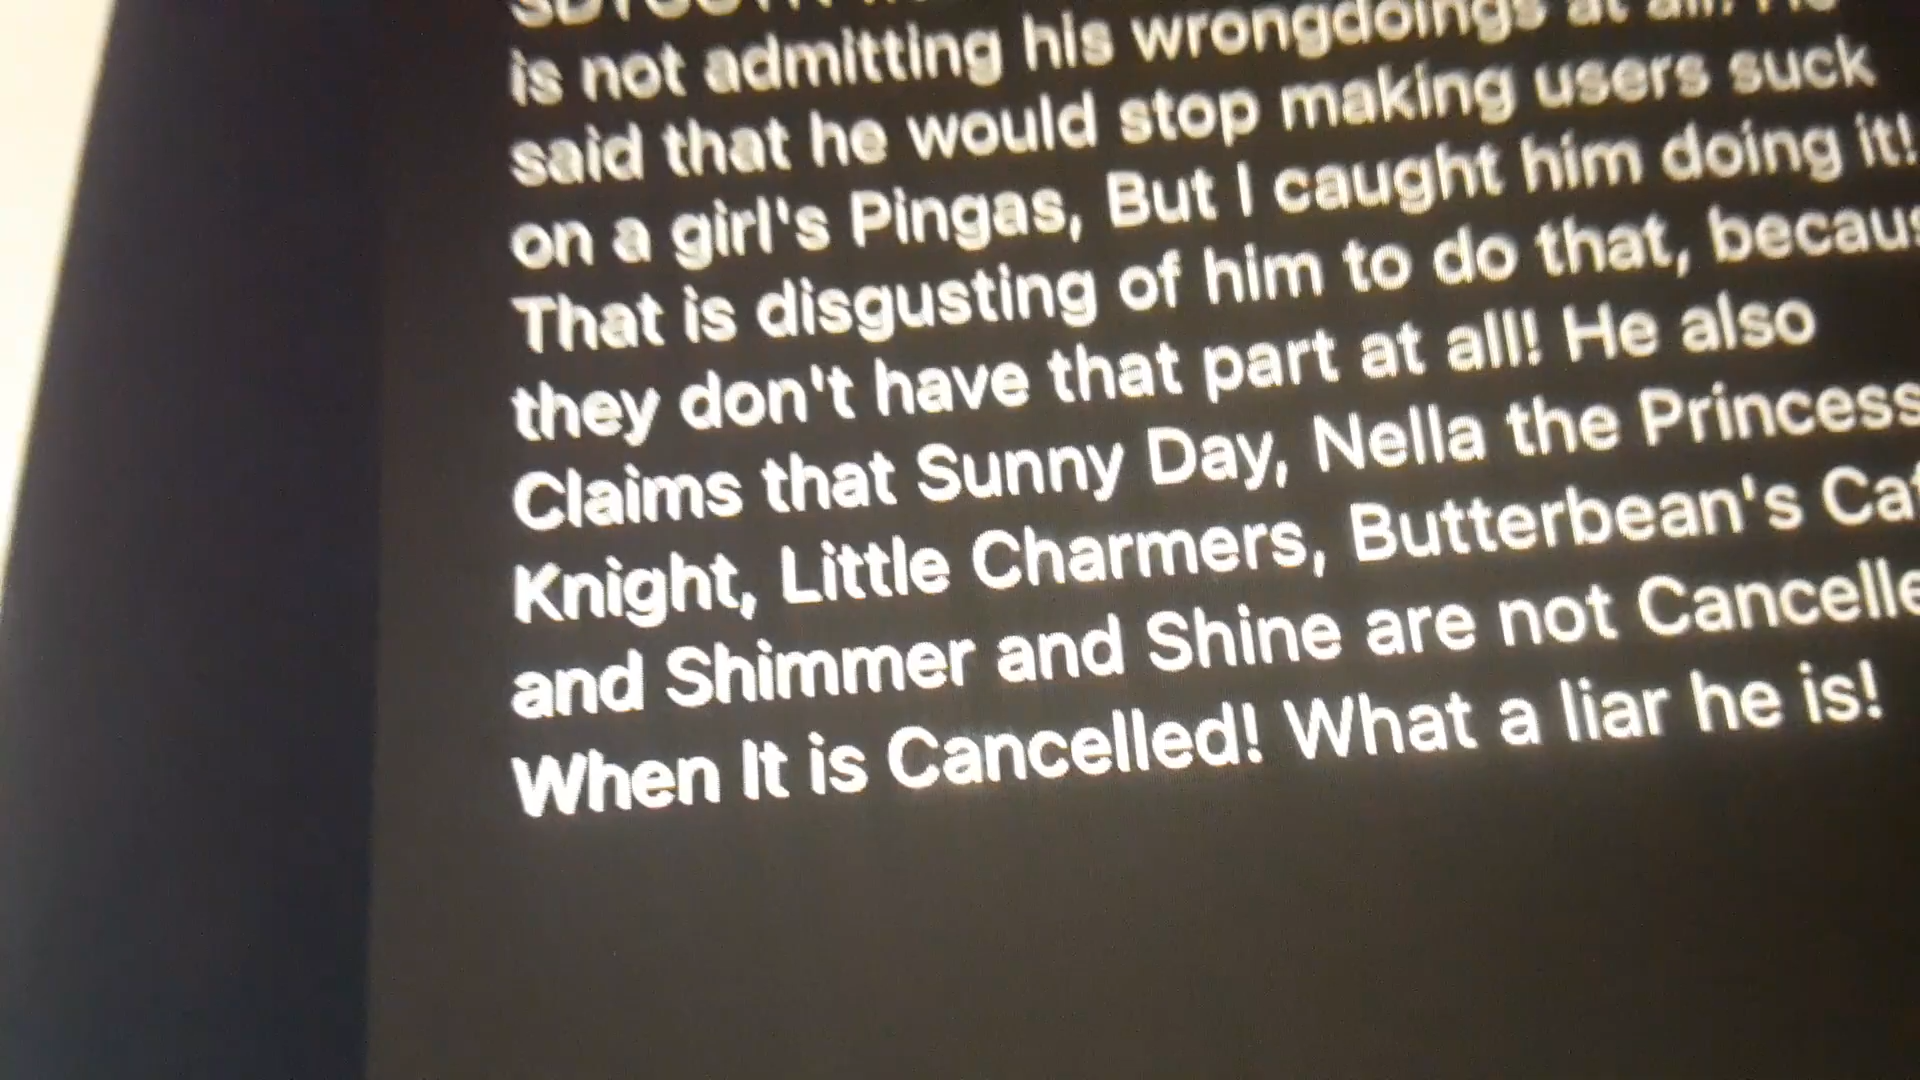 is not admitting his wrongdoings at all! He
said that he would stop making users suck
on a girl's Pingas, But I caught him doing it!
That is disgusting of him to do that,
they don't have that part at all! He also
Claims that Sunny Day, Nella the Princess
Knight, Little Charmers, Butterbean's
and Shimmer and Shine are not
When It is Cancelled! What a liar he is!